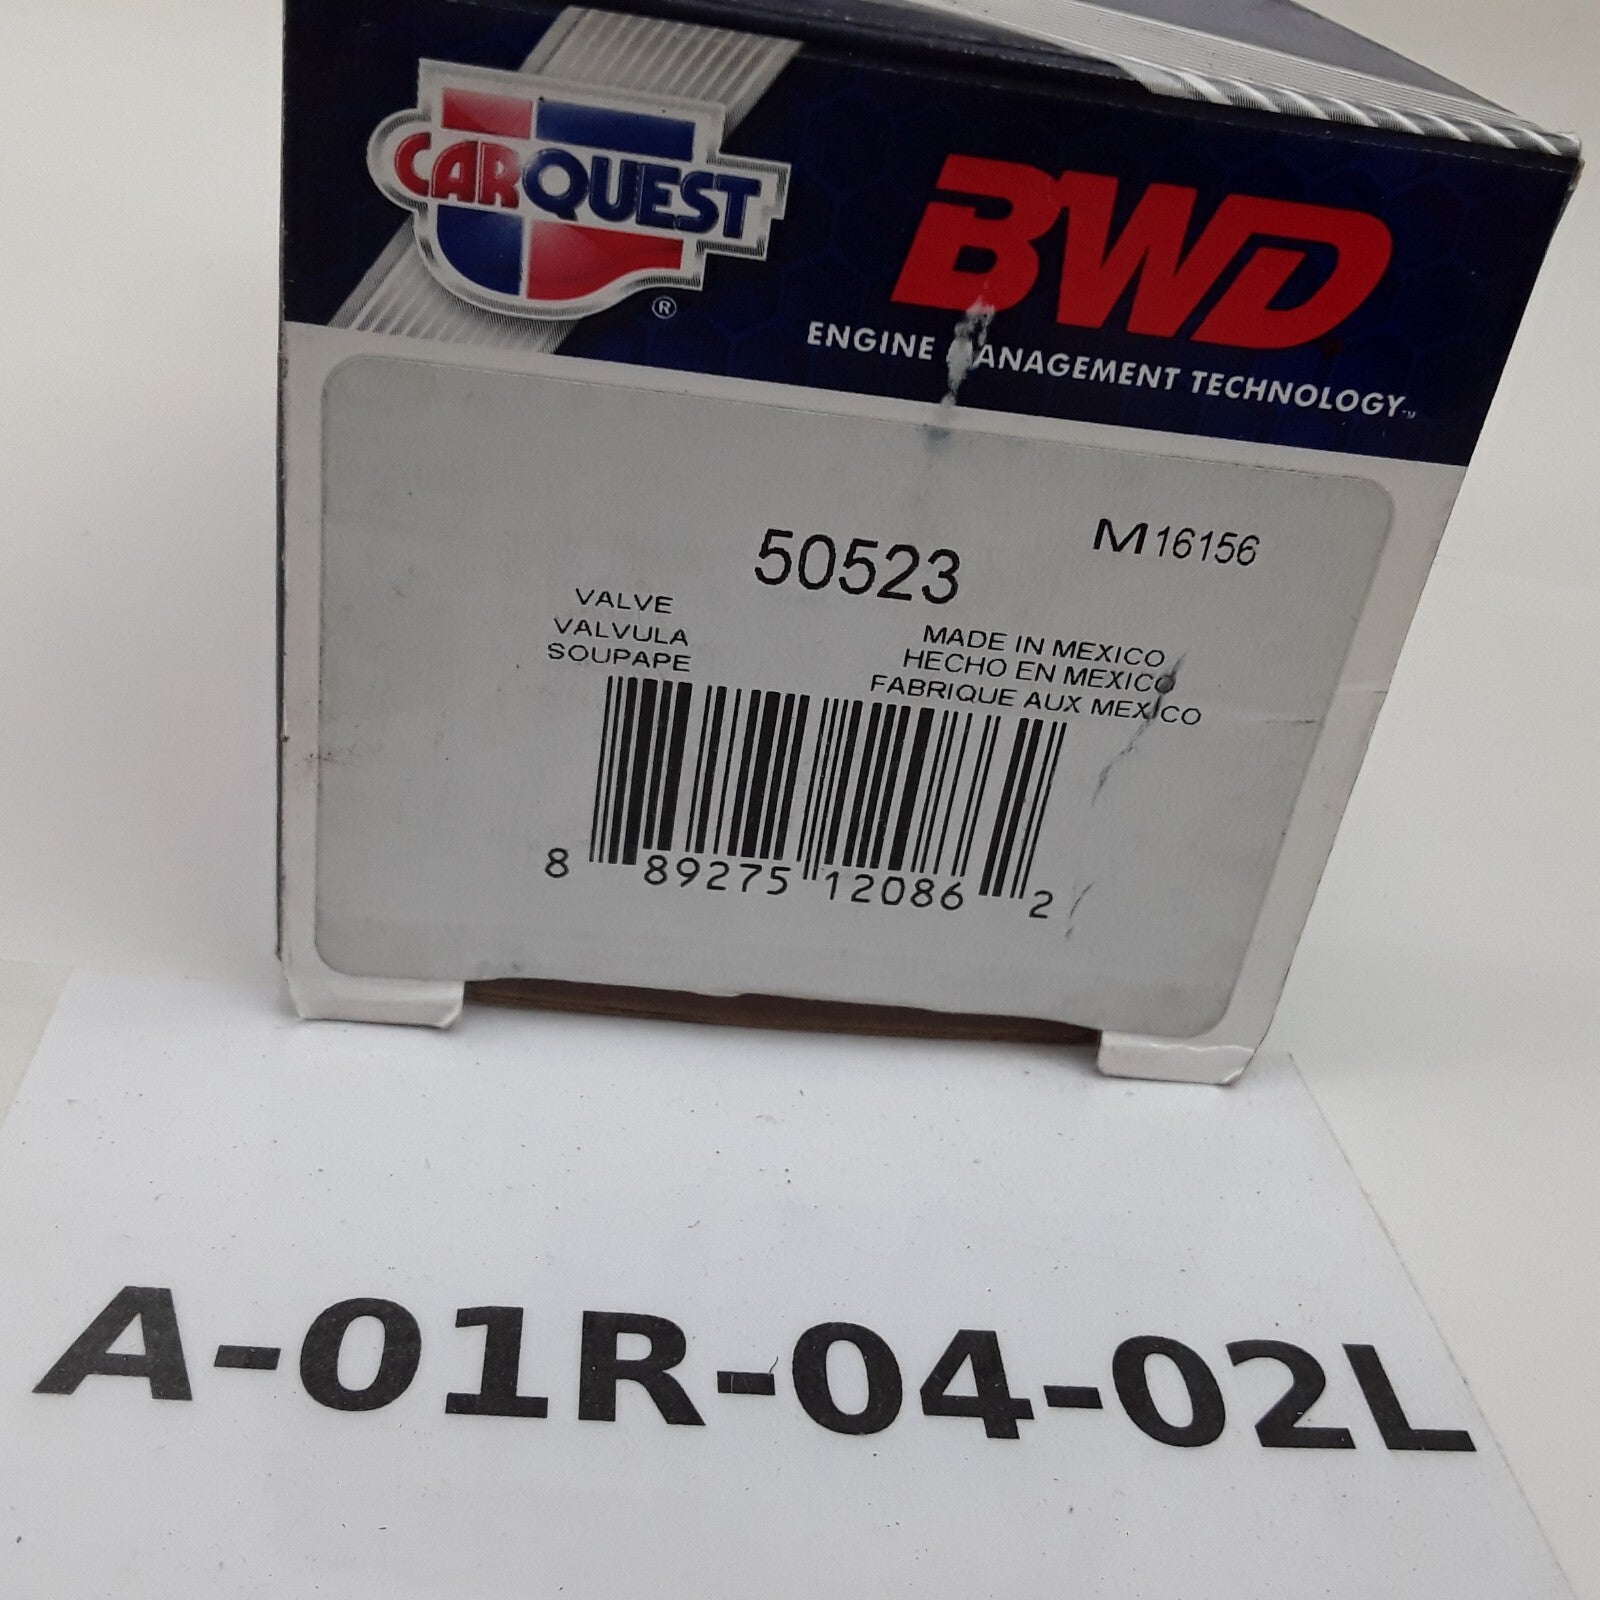 CARQUEST
®
BWD
ENGINE MANAGEMENT TECHNOLOGY™
50523
M16156
VALVE
VALVULA
SOUPAPE
MADE IN MEXICO
HECHO EN MEXICO
FABRIQUE AUX MEXICO
8 89275 12086 2
A-01R-04-02L